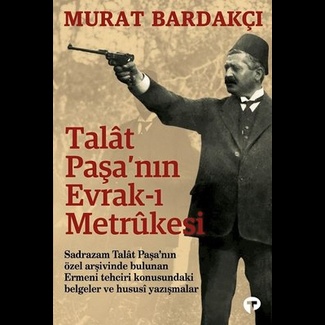 MURAT BARDAKÇI
Talât
Paşa'nın
Evrak-ı
Metrûkesi
Sadrazam Talât Paşa'nın
özel arşivinde bulunan
Ermeni tehciri konusundaki
belgeler ve hususî yazışmalar